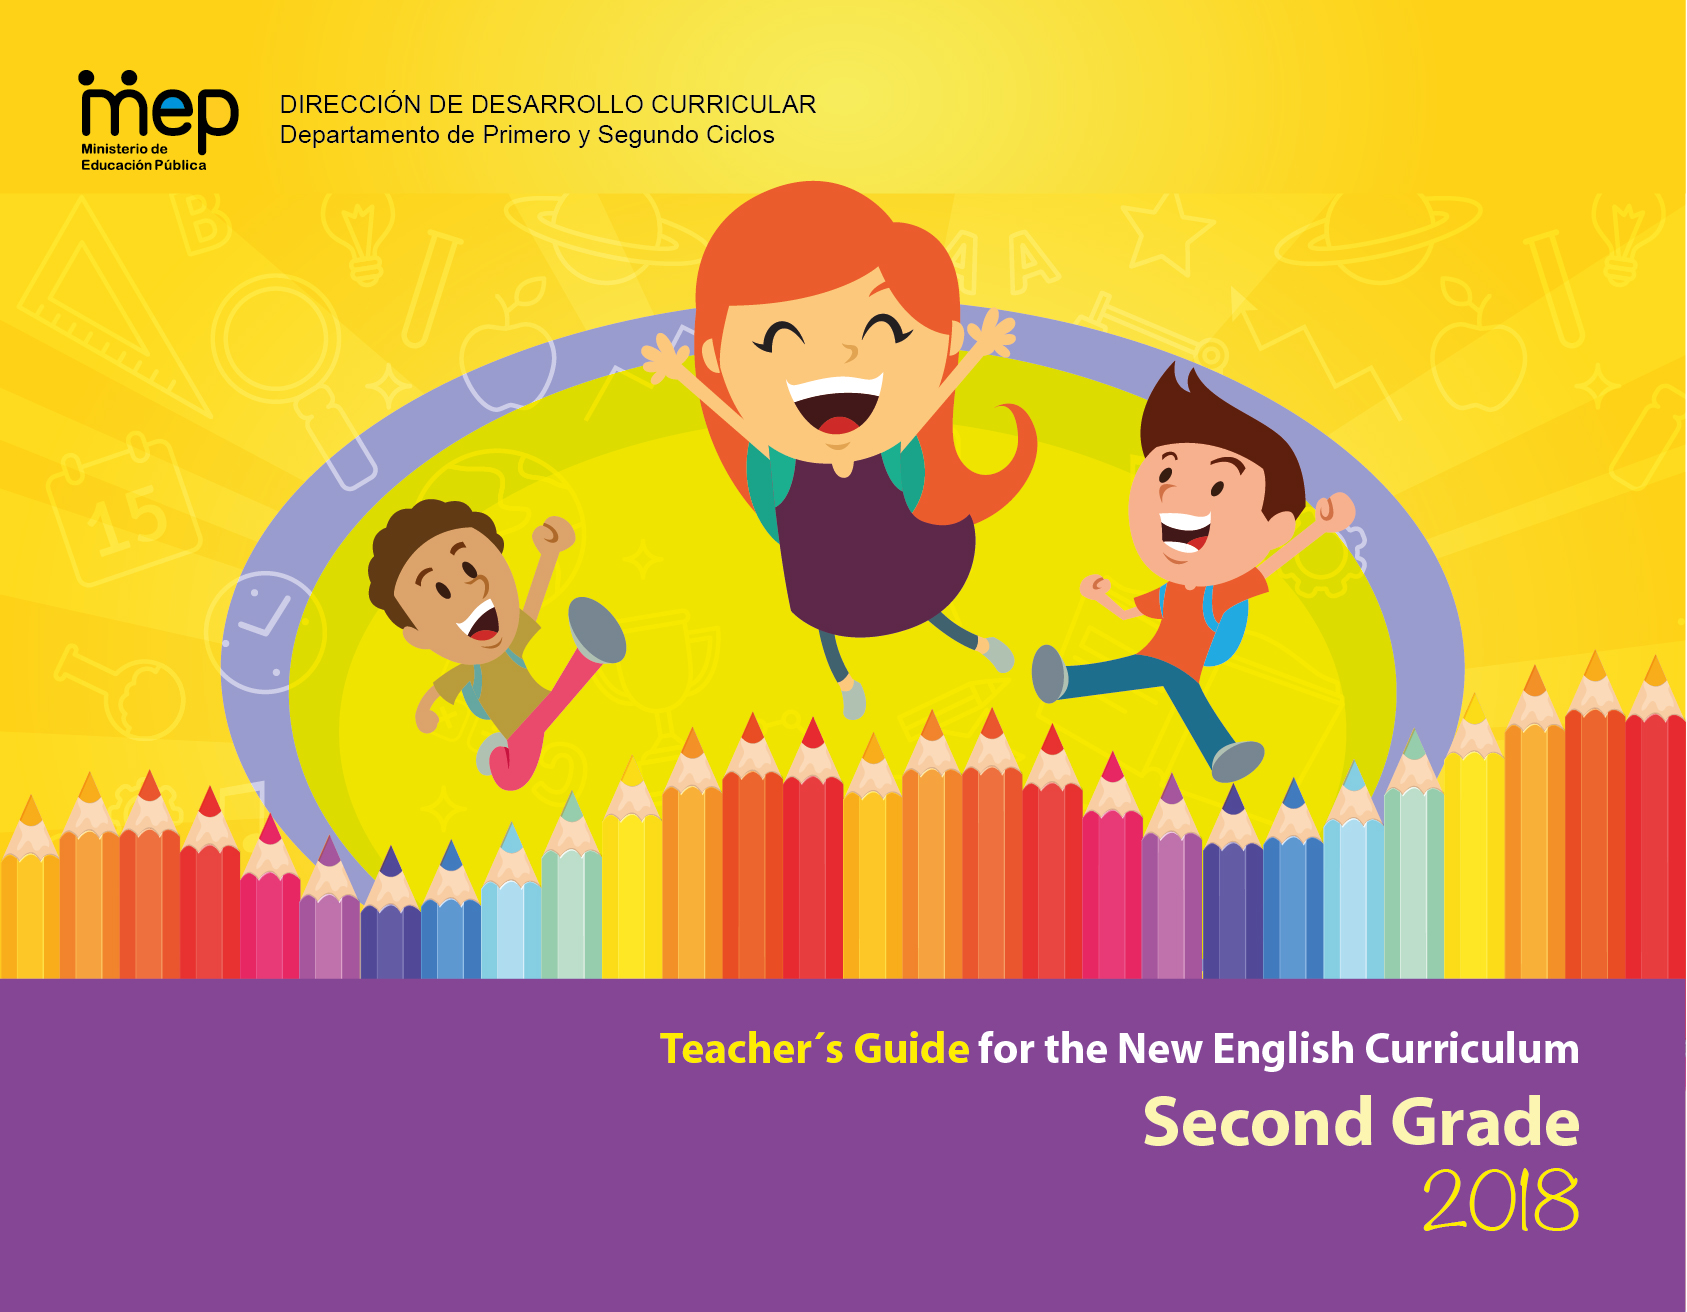 mep
Ministerio de
Educación Pública
DIRECCIÓN DE DESARROLLO CURRICULAR
Departamento de Primero y Segundo Ciclos
B
A
A
15
Teacher´s Guide for the New English Curriculum
Second Grade
2018